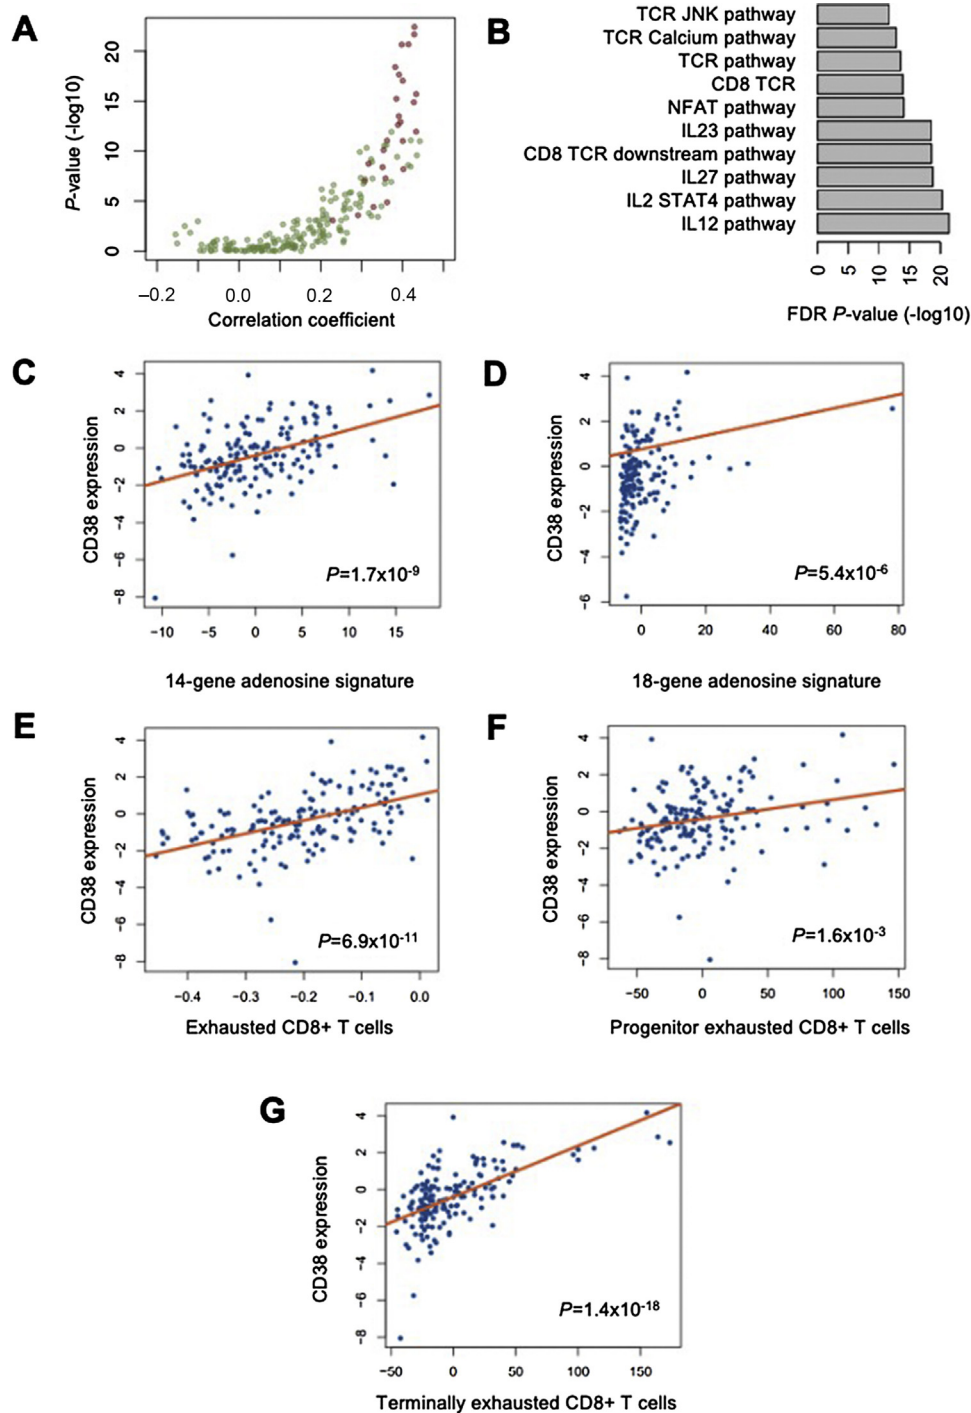 A
20
15
10
5
0
P-value (-log10)
−0.2 0.0 0.2 0.4
Correlation coefficient
B
TCR JNK pathway
TCR Calcium pathway
TCR pathway
CD8 TCR
NFAT pathway
IL23 pathway
CD8 TCR downstream pathway
IL27 pathway
IL2 STAT4 pathway
IL12 pathway
0 5 10 15 20
FDR P-value (-log10)
C
4
2
0
−2
−4
−6
−8
CD38 expression
P=1.7x10-9
−10 −5 0 5 10 15
14-gene adenosine signature
D
4
2
0
−2
−4
−6
CD38 expression
P=5.4x10-6
0 20 40 60 80
18-gene adenosine signature
E
4
2
0
−2
−4
−6
−8
CD38 expression
P=6.9x10-11
−0.4 −0.3 −0.2 −0.1 0.0
Exhausted CD8+ T cells
F
4
2
0
−2
−4
−6
−8
CD38 expression
P=1.6x10-3
−50 0 50 100 150
Progenitor exhausted CD8+ T cells
G
4
2
0
−2
−4
−6
−8
CD38 expression
P=1.4x10-18
−50 0 50 100 150
Terminally exhausted CD8+ T cells